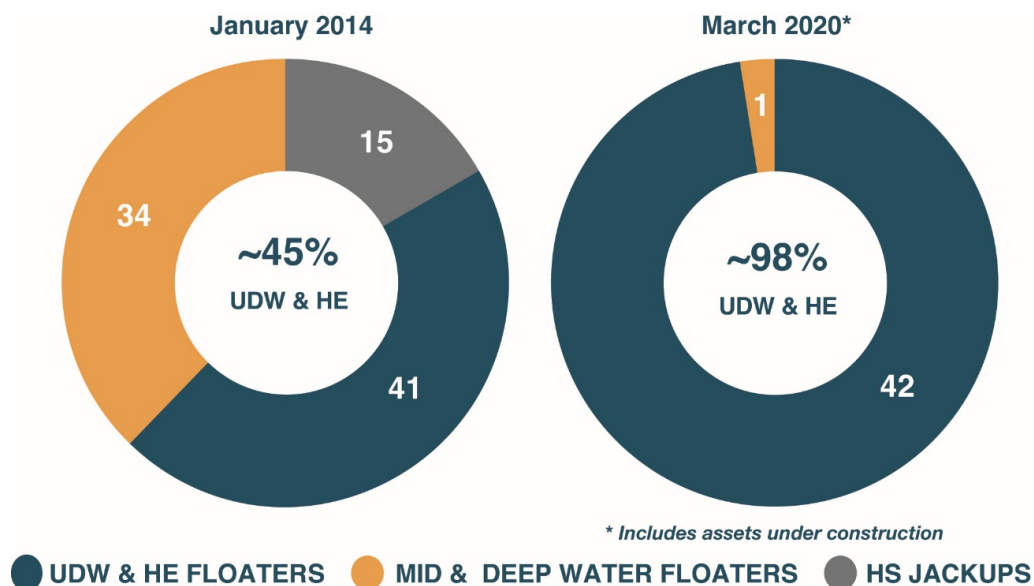 January 2014
March 2020*
15
34
41
~45%
UDW & HE
1
42
~98%
UDW & HE
* Includes assets under construction
UDW & HE FLOATERS
MID & DEEP WATER FLOATERS
HS JACKUPS